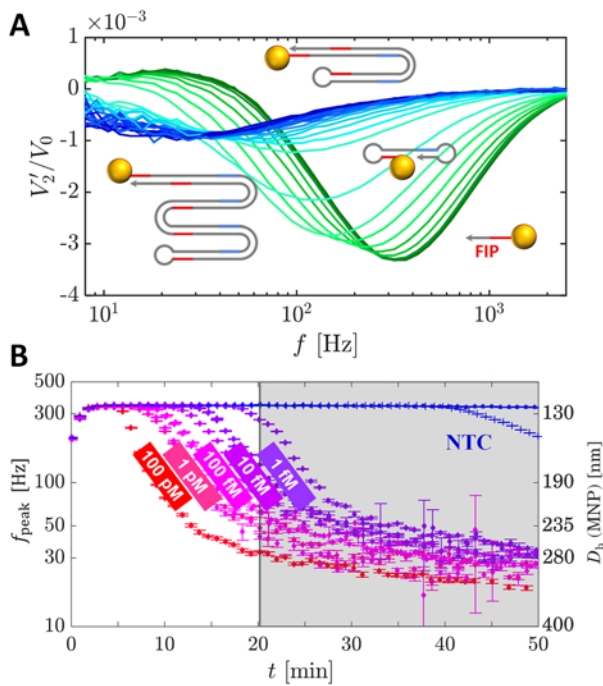 A
×10⁻³
1
0
-1
-2
-3
-4
V₂′/V₀
FIP
10¹ 10² 10³
f [Hz]
B
500
300
100
50
30
10
f_peak [Hz]
100 pM
1 pM
100 fM
10 fM
1 fM
NTC
130
190
235
280
400
D_h (MNP) [nm]
0 10 20 30 40 50
t [min]